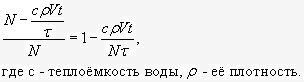 (N - cρVt/τ)/N = 1 - cρVt/Nτ,
где с - теплоёмкость воды, ρ - её плотность